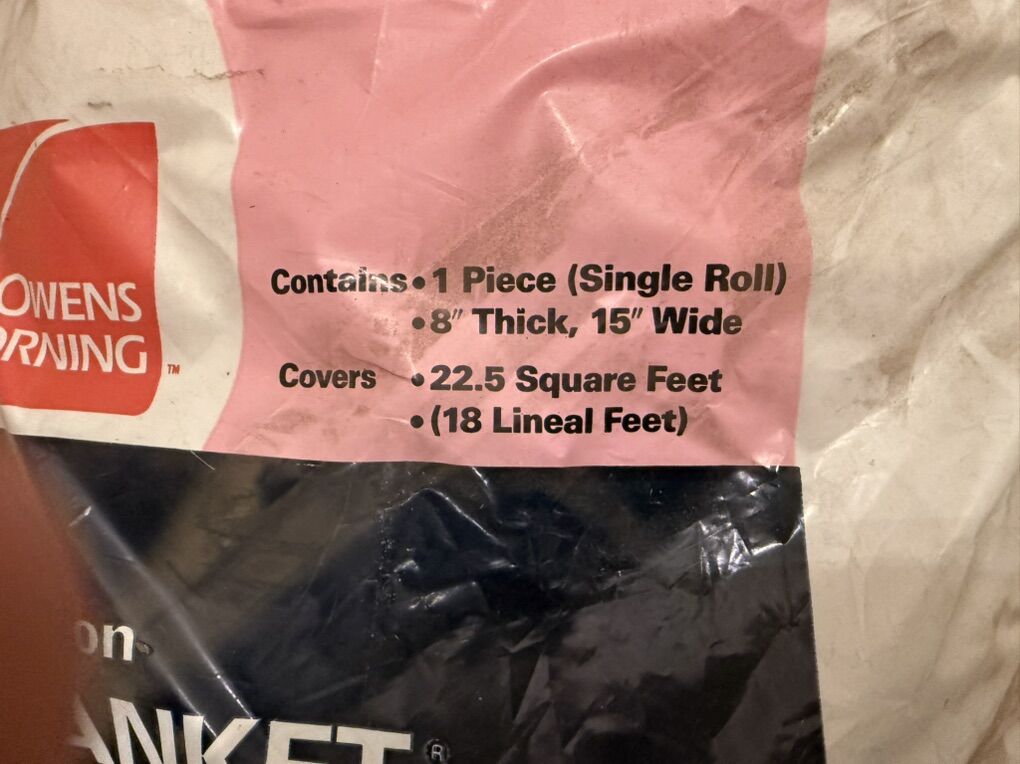 OWENS
ORNING
TM
Contains • 1 Piece (Single Roll)
• 8" Thick, 15" Wide
Covers • 22.5 Square Feet
• (18 Lineal Feet)
on
ANKET®